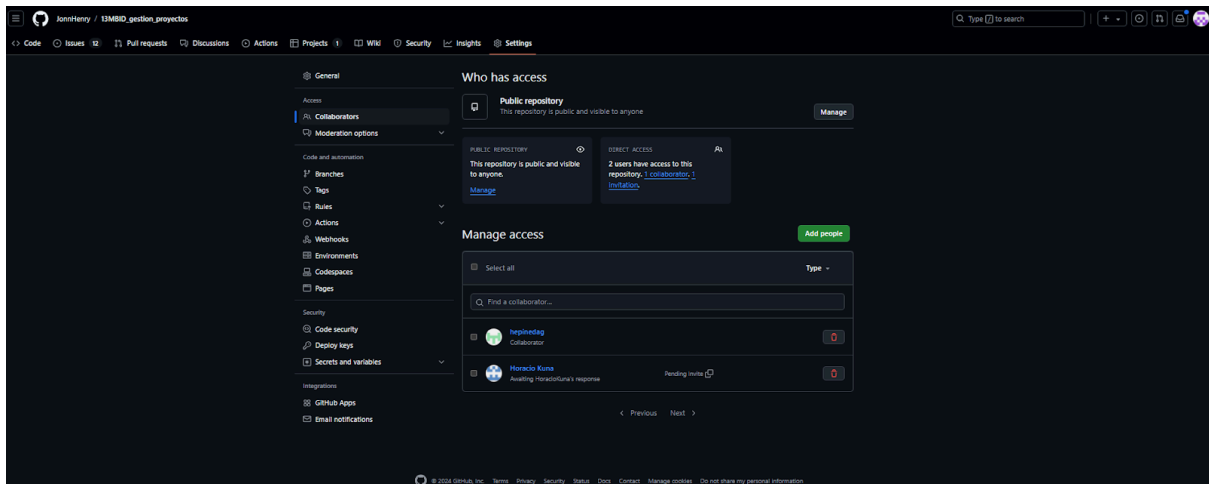 JonnHenry / 13MBID_gestion_proyectos
Type / to search
Code
Issues 12
Pull requests
Discussions
Actions
Projects 1
Wiki
Security
Insights
Settings
General
Access
Collaborators
Moderation options
Code and automation
Branches
Tags
Rules
Actions
Webhooks
Environments
Codespaces
Pages
Security
Code security
Deploy keys
Secrets and variables
Integrations
GitHub Apps
Email notifications
Who has access
Public repository
This repository is public and visible to anyone
Manage
PUBLIC REPOSITORY
This repository is public and visible
to anyone.
Manage
DIRECT ACCESS
2 users have access to this
repository. 1 collaborator. 1
invitation.
Manage access
Add people
Select all
Type
Find a collaborator...
hepinedag
Collaborator
Horacio Kuna
Awaiting HoracioKuna's response
Pending Invite
Previous
Next
© 2024 GitHub, Inc. Terms Privacy Security Status Docs Contact Manage cookies Do not share my personal information